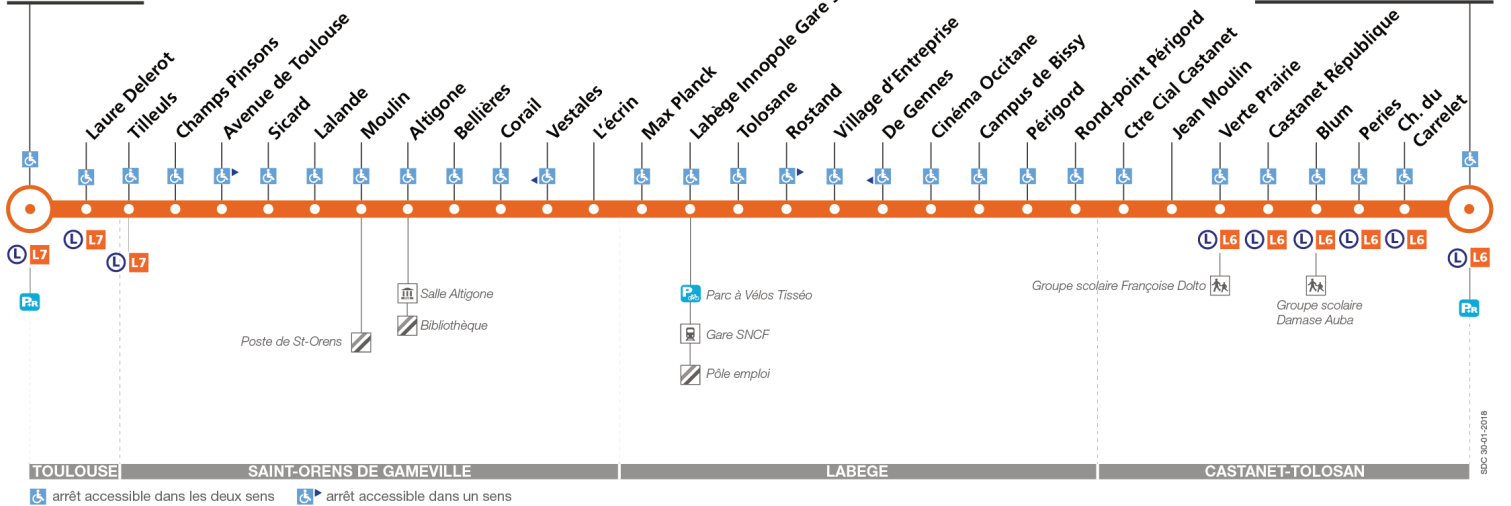 Laure Delerot
Tilleuls
Champs Pinsons
Avenue de Toulouse
Sicard
Lalande
Moulin
Altigone
Bellières
Corail
Vestales
L'écrin
Max Planck
Labège Innopole Gare
Tolosane
Rostand
Village d'Entreprise
De Gennes
Cinéma Occitane
Campus de Bissy
Périgord
Rond-point Périgord
Ctre Cial Castanet
Jean Moulin
Verte Prairie
Castanet République
Blum
Peries
Ch. du
Carrelet
L L7
L L7
L L7
L L6
L L6
L L6
L L6
L L6
L L6
P+R
P+R
Salle Altigone
Bibliothèque
Poste de St-Orens
P
Parc à Vélos Tisséo
Gare SNCF
Pôle emploi
Groupe scolaire Françoise Dolto
Groupe scolaire
Damase Auba
SDC 30-01-2018
TOULOUSE
SAINT-ORENS DE GAMEVILLE
LABEGE
CASTANET-TOLOSAN
arrêt accessible dans les deux sens
arrêt accessible dans un sens